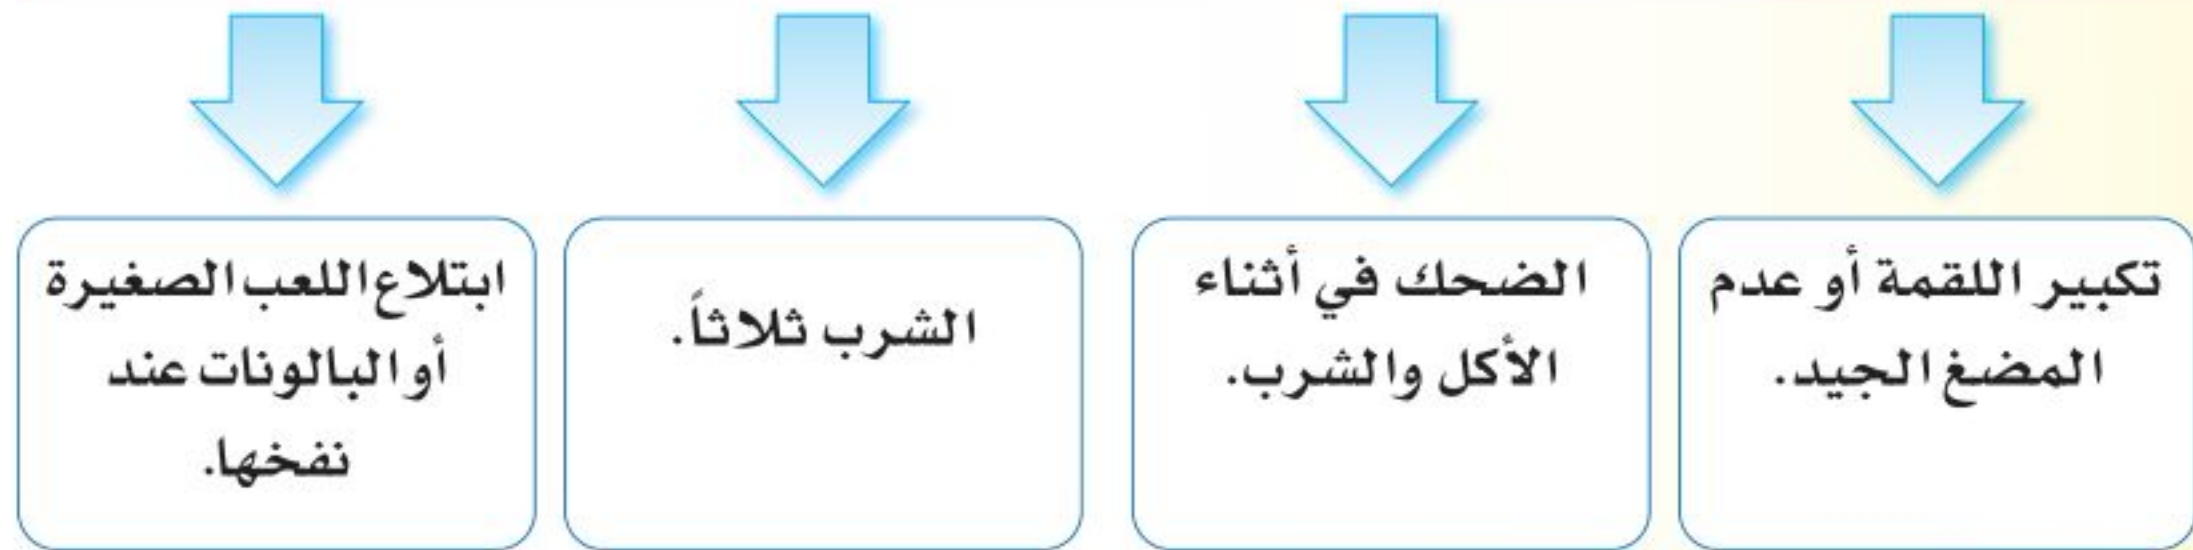 تكبير اللقمة أو عدم
المضغ الجيد.
الضحك في أثناء
الأكل والشرب.
الشرب ثلاثاً.
ابتلاع اللعب الصغيرة
أو البالونات عند
نفخها.